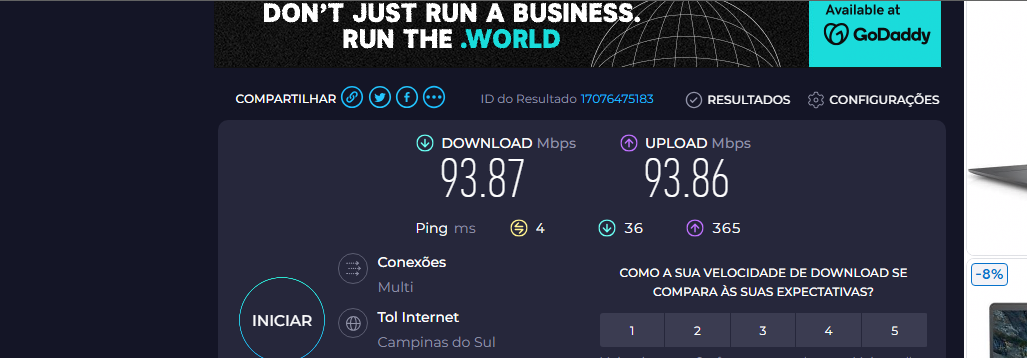 DON'T JUST RUN A BUSINESS.
RUN THE .WORLD
Available at
GoDaddy
COMPARTILHAR
ID do Resultado 17076475183
RESULTADOS
CONFIGURAÇÕES
DOWNLOAD Mbps
93.87
UPLOAD Mbps
93.86
Ping ms
4
36
365
Conexões
Multi
INICIAR
Tol Internet
Campinas do Sul
COMO A SUA VELOCIDADE DE DOWNLOAD SE
COMPARA ÀS SUAS EXPECTATIVAS?
1 2 3 4 5
-8%